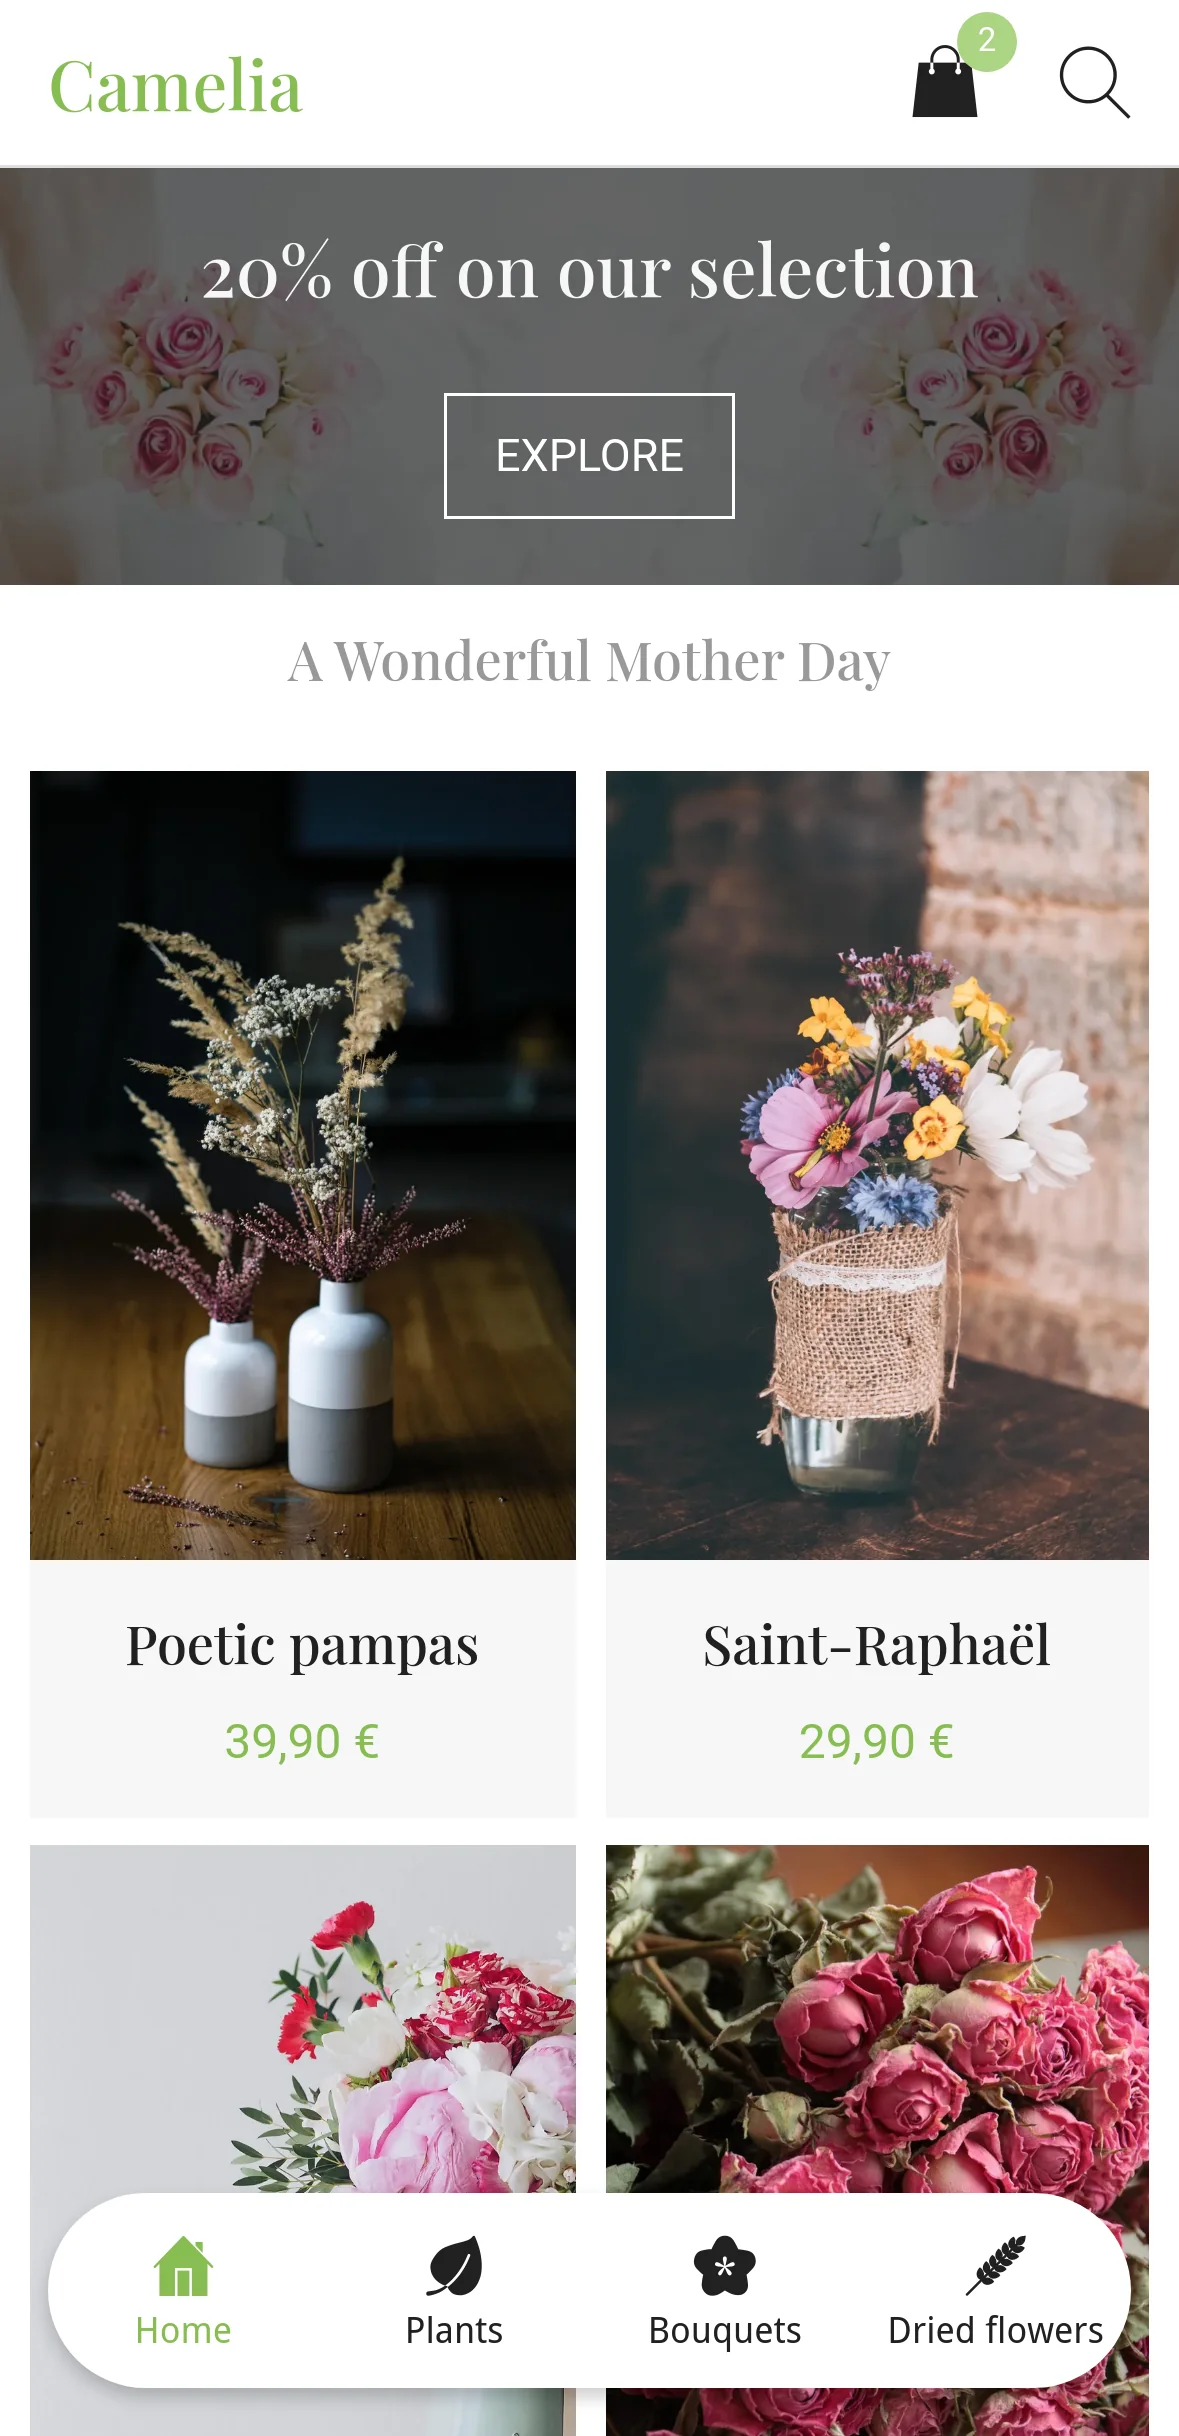 Camelia
2
20% off on our selection
EXPLORE
A Wonderful Mother Day
Poetic pampas
39,90 €
Saint-Raphaël
29,90 €
Home
Plants
Bouquets
Dried flowers